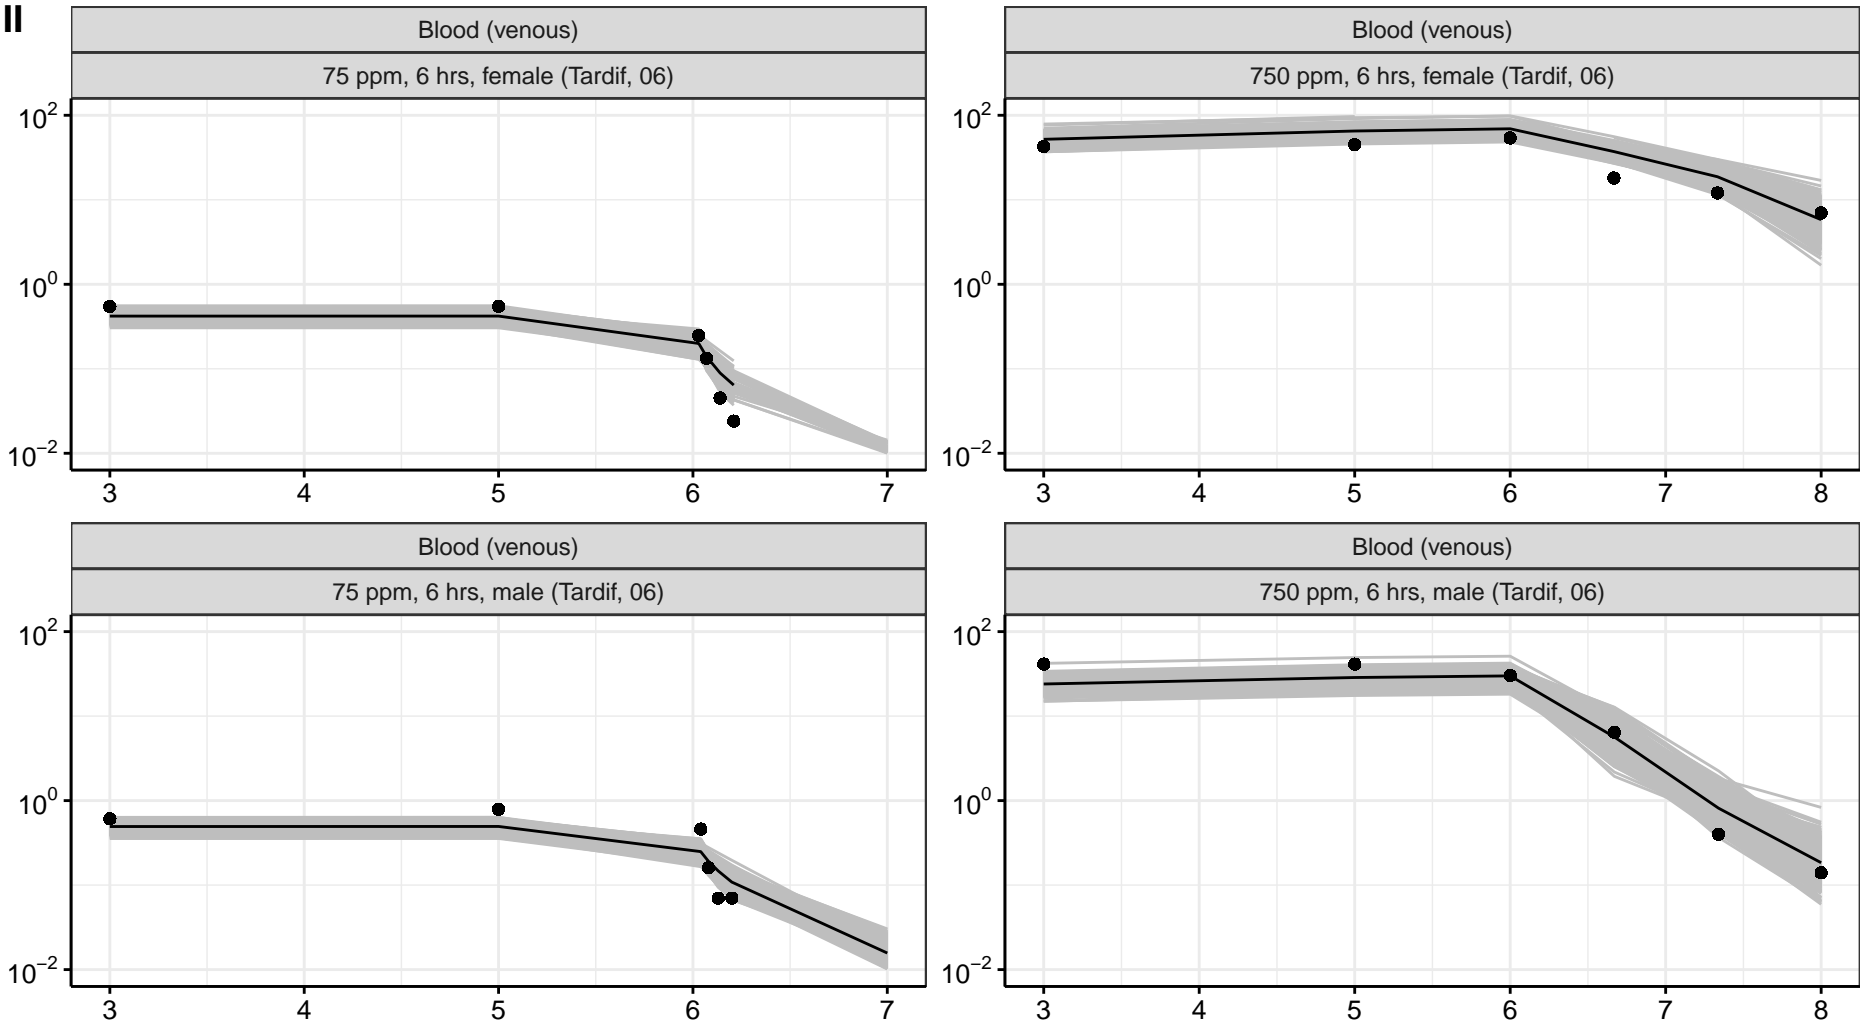 II
Blood (venous)
75 ppm, 6 hrs, female (Tardif, 06)
10²
10⁰
10⁻²
3 4 5 6 7
Blood (venous)
750 ppm, 6 hrs, female (Tardif, 06)
10²
10⁰
10⁻²
3 4 5 6 7 8
Blood (venous)
75 ppm, 6 hrs, male (Tardif, 06)
10²
10⁰
10⁻²
3 4 5 6 7
Blood (venous)
750 ppm, 6 hrs, male (Tardif, 06)
10²
10⁰
10⁻²
3 4 5 6 7 8